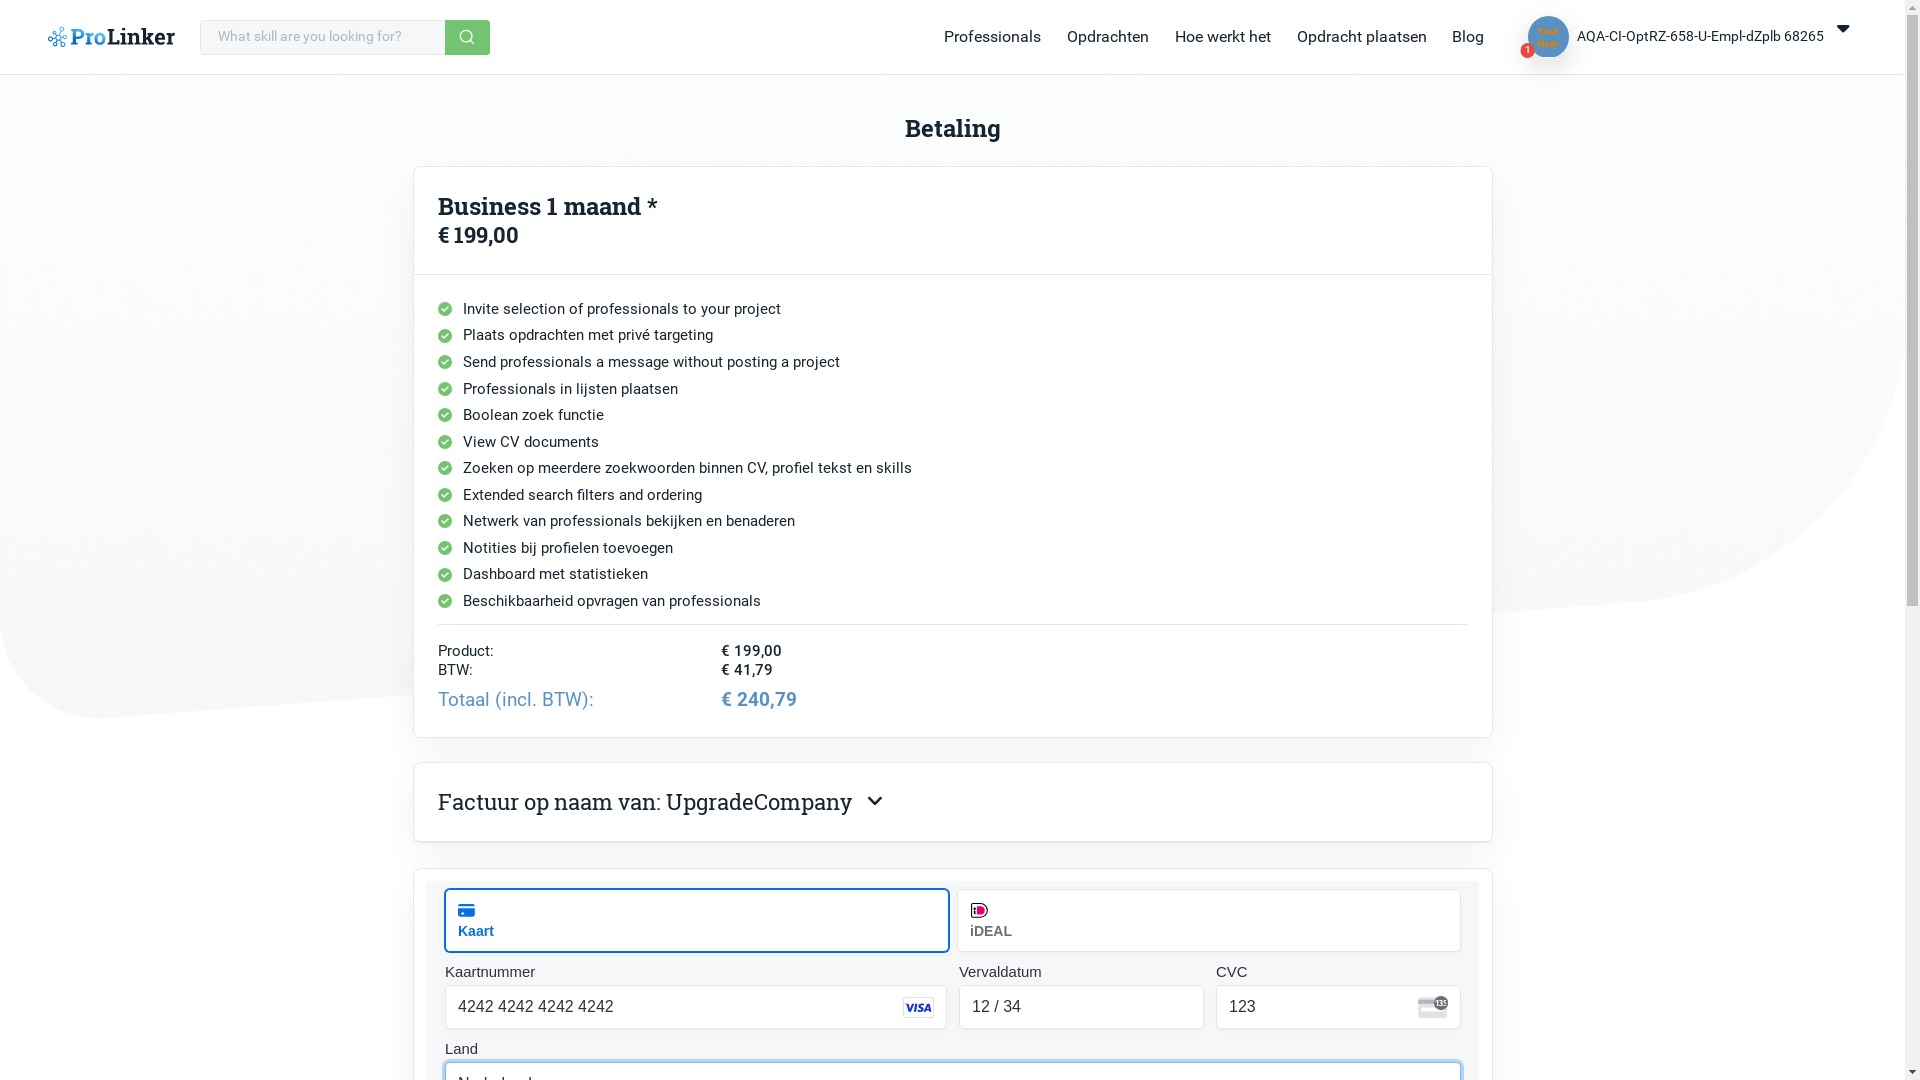 ProLinker
What skill are you looking for?
Professionals
Opdrachten
Hoe werkt het
Opdracht plaatsen
Blog
Test
User
1
AQA-CI-OptRZ-658-U-Empl-dZplb 68265
Betaling
Business 1 maand *
€ 199,00
Invite selection of professionals to your project
Plaats opdrachten met privé targeting
Send professionals a message without posting a project
Professionals in lijsten plaatsen
Boolean zoek functie
View CV documents
Zoeken op meerdere zoekwoorden binnen CV, profiel tekst en skills
Extended search filters and ordering
Netwerk van professionals bekijken en benaderen
Notities bij profielen toevoegen
Dashboard met statistieken
Beschikbaarheid opvragen van professionals
Product: € 199,00
BTW: € 41,79
Totaal (incl. BTW): € 240,79
Factuur op naam van: UpgradeCompany
Kaart
iDEAL
Kaartnummer
Vervaldatum
CVC
4242 4242 4242 4242
VISA
12 / 34
123
135
Land